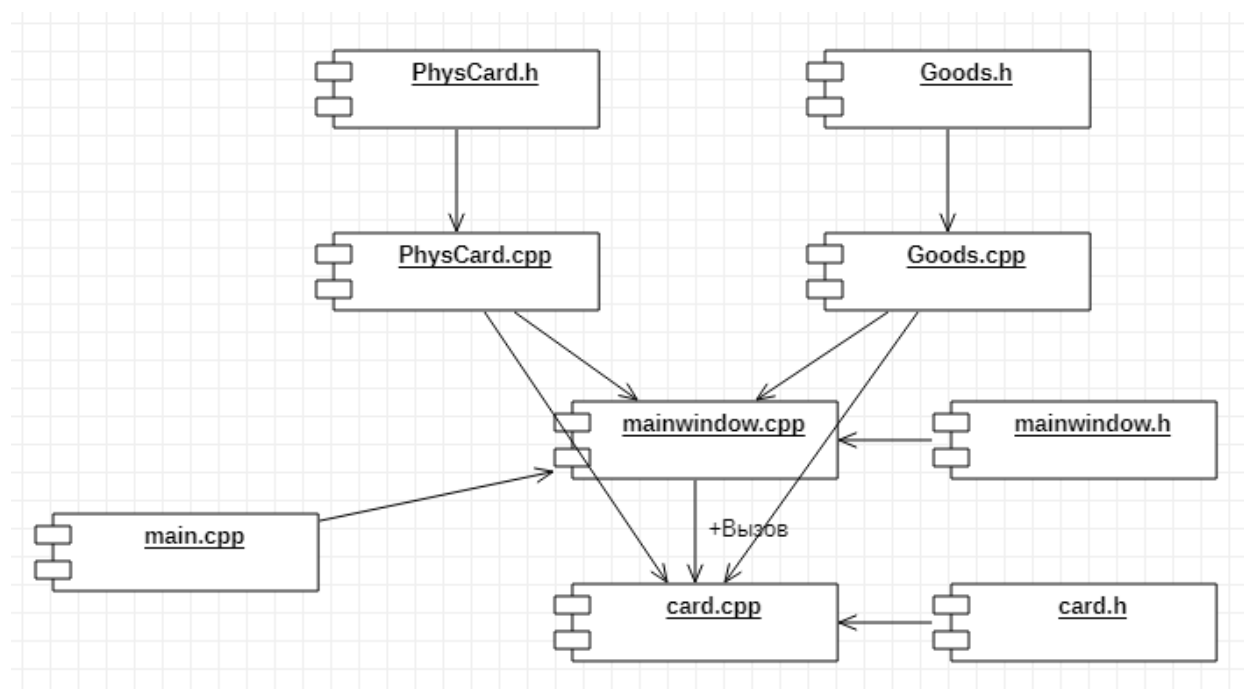 PhysCard.h
Goods.h
PhysCard.cpp
Goods.cpp
mainwindow.cpp
mainwindow.h
+Вызов
main.cpp
card.cpp
card.h